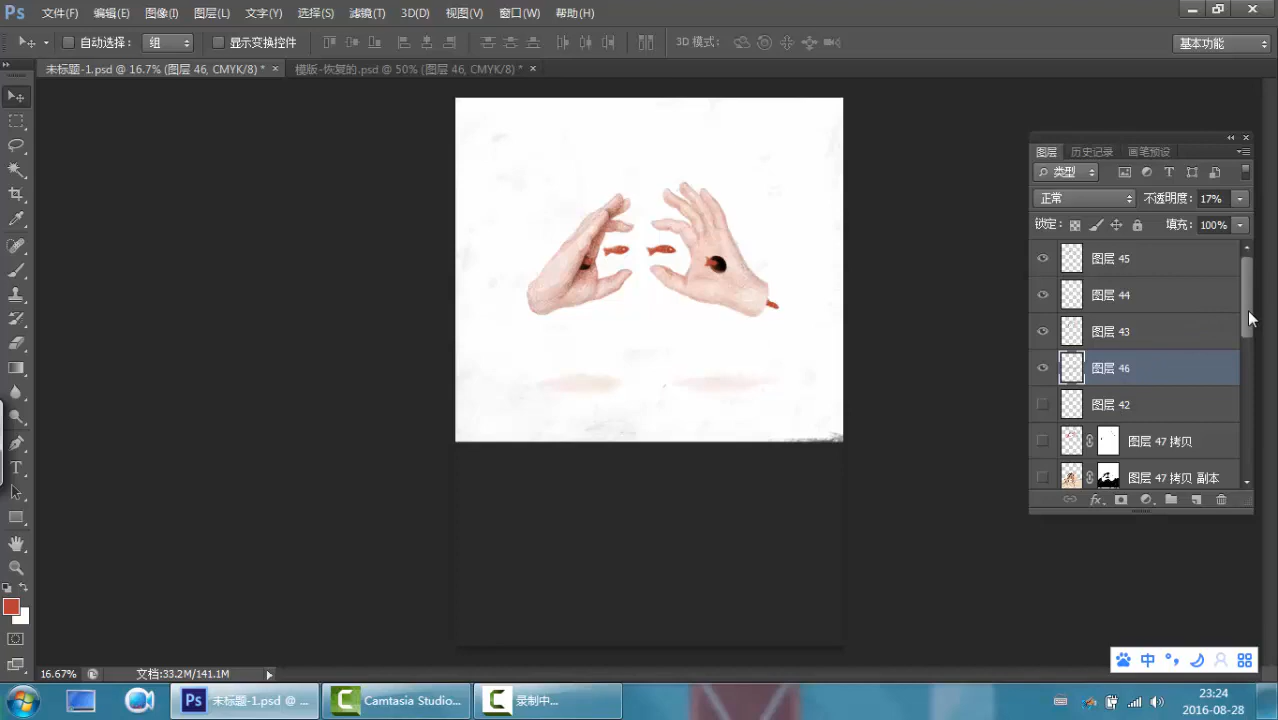 Ps 文件(F) 编辑(E) 图像(I) 图层(L) 文字(Y) 选择(S) 滤镜(T) 3D(D) 视图(V) 窗口(W) 帮助(H)
自动选择: 组 显示变换控件 3D 模式: 基本功能
未标题-1.psd @ 16.7% (图层 46, CMYK/8) * × 模版-恢复的.psd @ 50% (图层 46, CMYK/8) * ×
图层 历史记录 画笔预设
类型
正常 不透明度: 17%
锁定: 填充: 100%
图层 45
图层 44
图层 43
图层 46
图层 42
图层 47 拷贝
图层 47 拷贝 副本
fx
中
16.67% 文档:33.2M/141.1M
Ps 未标题-1.psd @ ... Camtasia Studio... 录制中...
23:24
2016-08-28